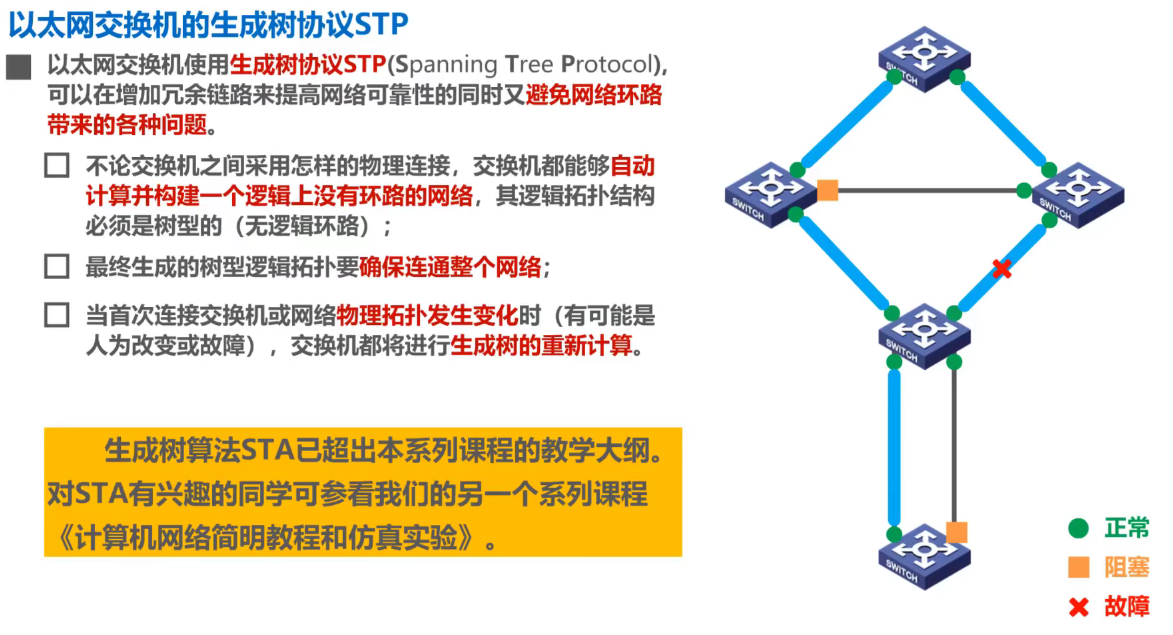 以太网交换机的生成树协议STP
以太网交换机使用生成树协议STP(Spanning Tree Protocol),
可以在增加冗余链路来提高网络可靠性的同时又避免网络环路
带来的各种问题。
不论交换机之间采用怎样的物理连接，交换机都能够自动
计算并构建一个逻辑上没有环路的网络，其逻辑拓扑结构
必须是树型的（无逻辑环路）；
最终生成的树型逻辑拓扑要确保连通整个网络；
当首次连接交换机或网络物理拓扑发生变化时（有可能是
人为改变或故障），交换机都将进行生成树的重新计算。
生成树算法STA已超出本系列课程的教学大纲。
对STA有兴趣的同学可参看我们的另一个系列课程
《计算机网络简明教程和仿真实验》。
SWITCH
SWITCH
SWITCH
SWITCH
SWITCH
正常
阻塞
故障